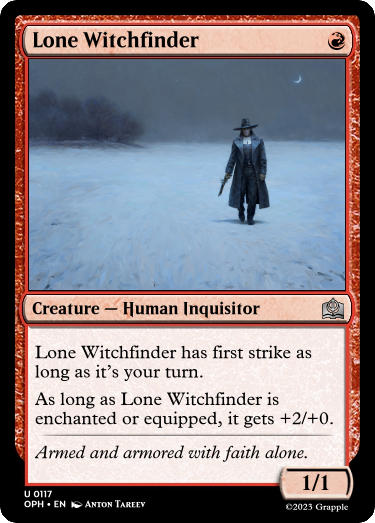 Lone Witchfinder
Creature — Human Inquisitor
Lone Witchfinder has first strike as
long as it's your turn.
As long as Lone Witchfinder is
enchanted or equipped, it gets +2/+0.
Armed and armored with faith alone.
1/1
U 0117
OPH • EN Anton Tareev
©2023 Grapple